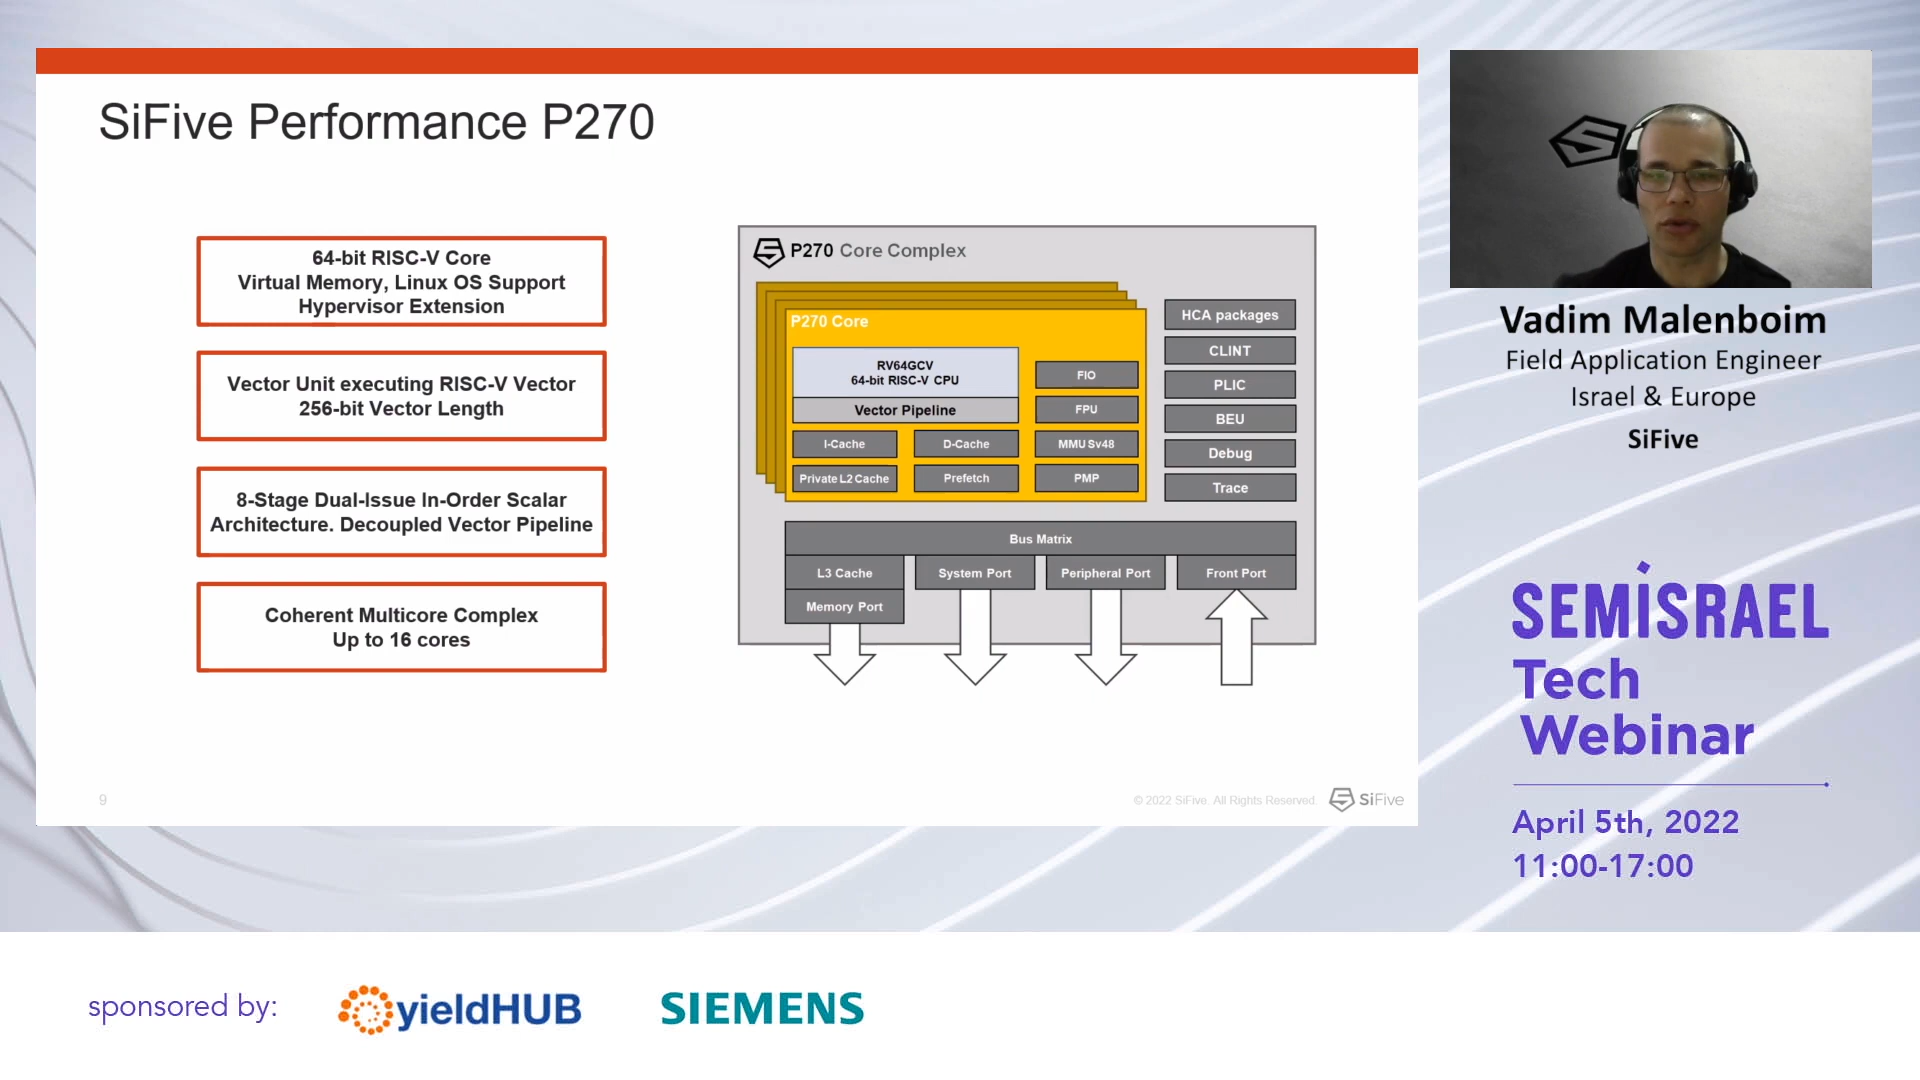 SiFive Performance P270
64-bit RISC-V Core
Virtual Memory, Linux OS Support
Hypervisor Extension
Vector Unit executing RISC-V Vector
256-bit Vector Length
8-Stage Dual-Issue In-Order Scalar
Architecture. Decoupled Vector Pipeline
Coherent Multicore Complex
Up to 16 cores
P270 Core Complex
P270 Core
RV64GCV
64-bit RISC-V CPU
Vector Pipeline
I-Cache
D-Cache
Private L2 Cache
Prefetch
FIO
FPU
MMU Sv48
PMP
HCA packages
CLINT
PLIC
BEU
Debug
Trace
Bus Matrix
L3 Cache
System Port
Peripheral Port
Front Port
Memory Port
9
© 2022 SiFive. All Rights Reserved.
SiFive
Vadim Malenboim
Field Application Engineer
Israel & Europe
SiFive
SEMISRAEL
Tech
Webinar
April 5th, 2022
11:00-17:00
sponsored by:
yieldHUB
SIEMENS